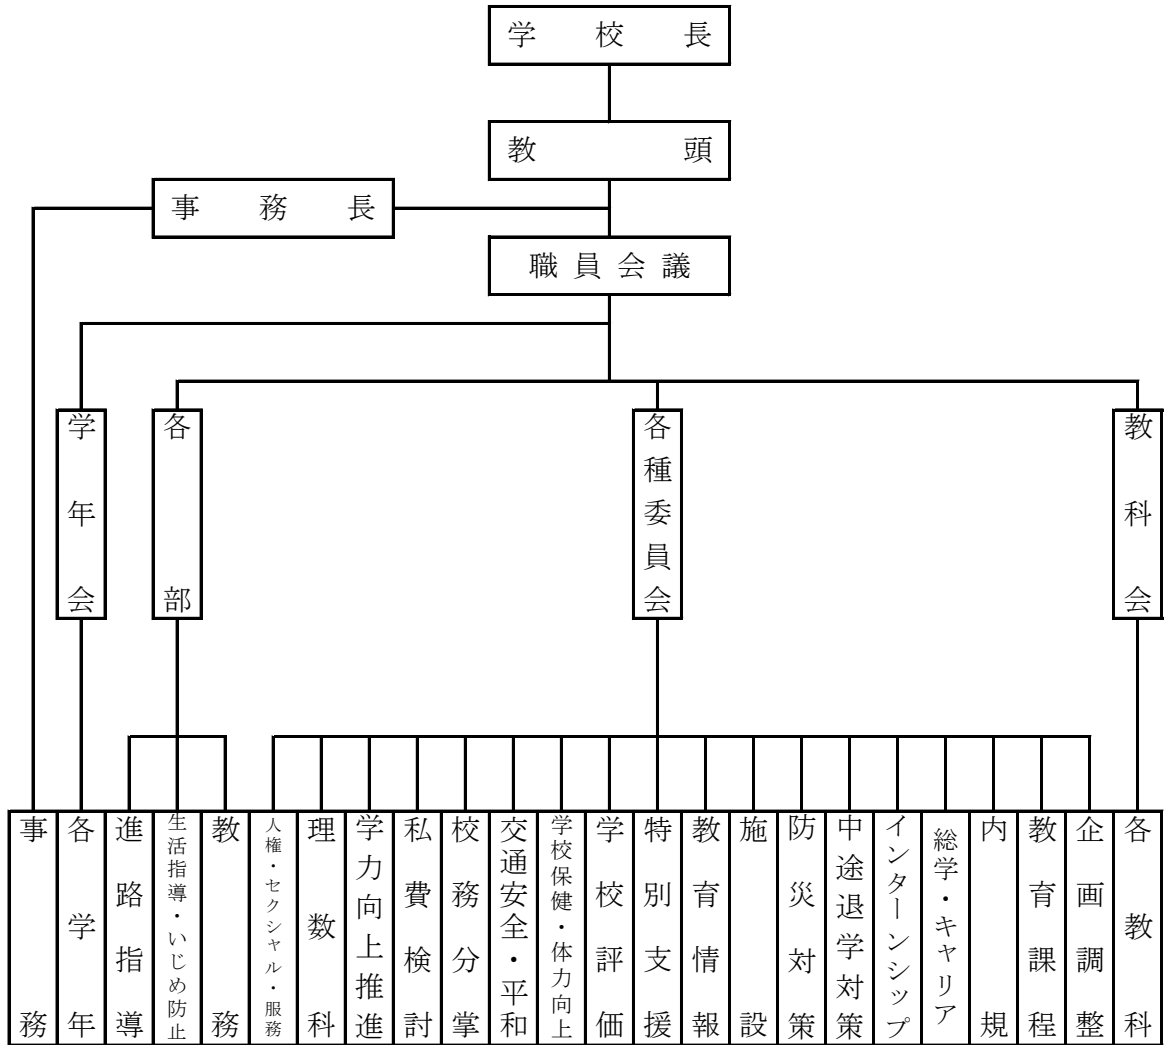 学校長
教頭
事務長
職員会議
学年会
各部
各種委員会
教科会
事務
各学年
進路指導
生活指導・いじめ防止
教務
人権・セクシャル・服務
理数科
学力向上推進
私費検討
校務分掌
交通安全・平和
学校保健・体力向上
学校評価
特別支援
教育情報
施設
防災対策
中途退学対策
インターンシップ
総学・キャリア
内規
教育課程
企画調整
各教科